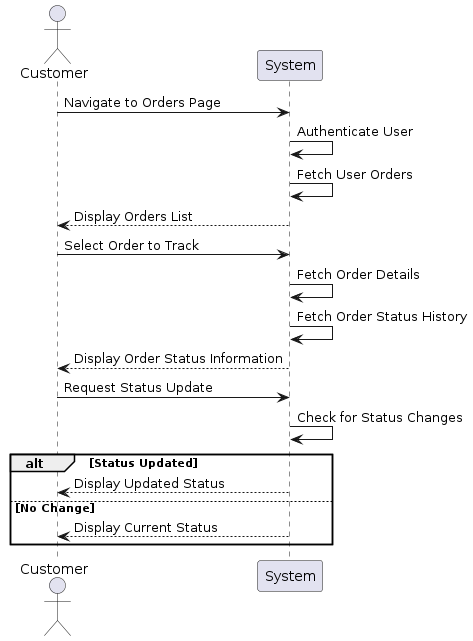 Customer
System
Navigate to Orders Page
Authenticate User
Fetch User Orders
Display Orders List
Select Order to Track
Fetch Order Details
Fetch Order Status History
Display Order Status Information
Request Status Update
Check for Status Changes
alt [Status Updated]
Display Updated Status
[No Change]
Display Current Status
Customer
System